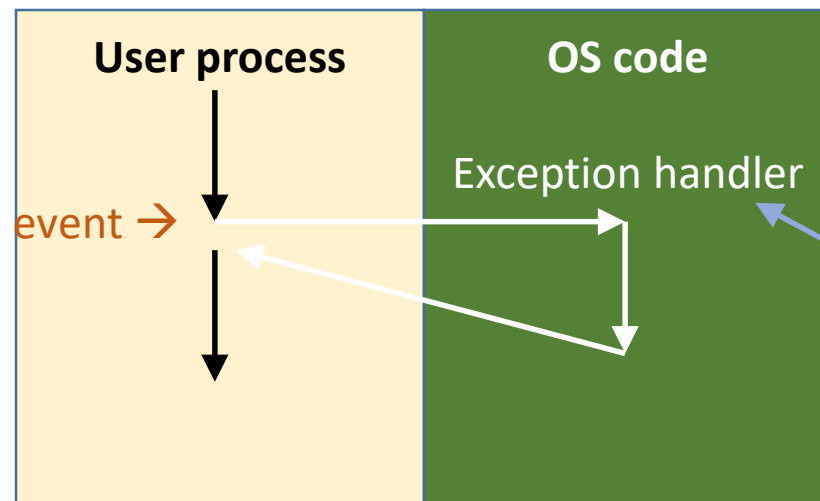 User process
OS code
Exception handler
event →